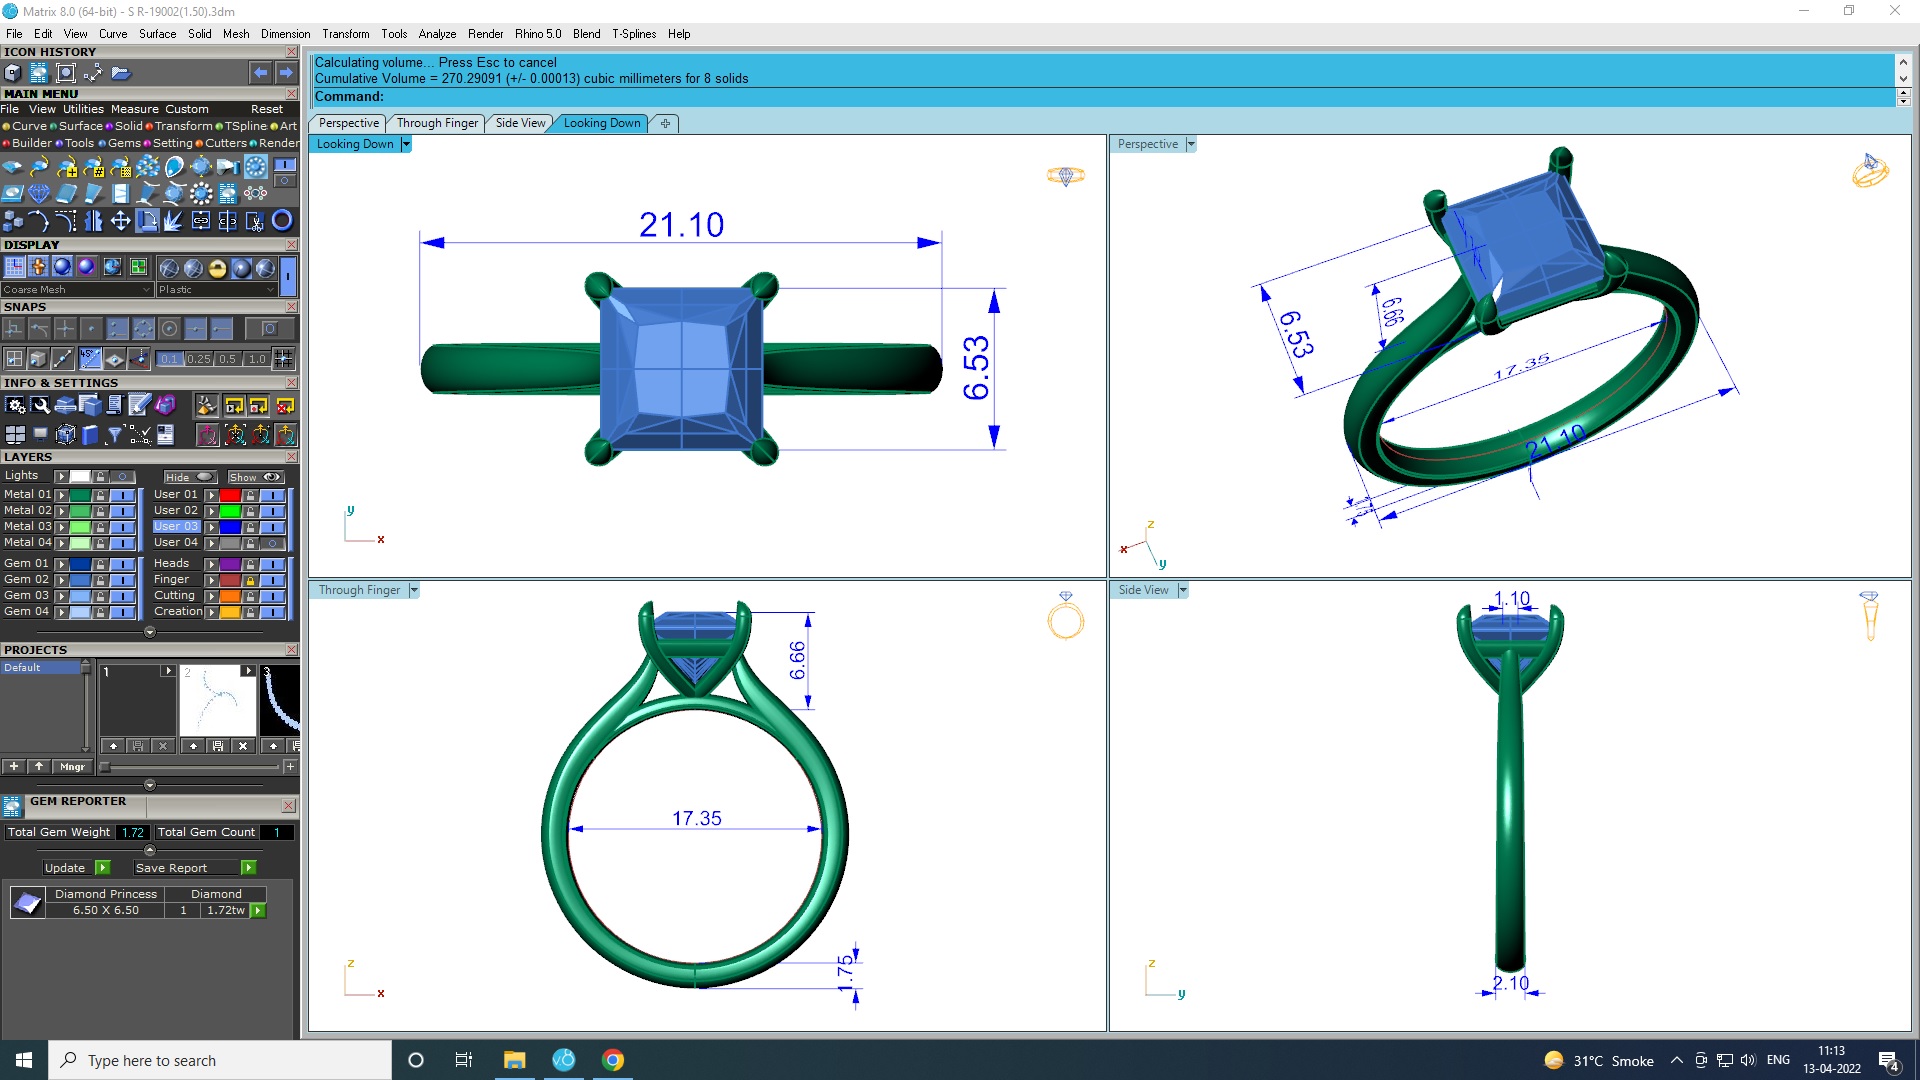 Matrix 8.0 (64-bit) - S R-19002(1.50).3dm
File Edit View Curve Surface Solid Mesh Dimension Transform Tools Analyze Render Rhino 5.0 Blend T-Splines Help
ICON HISTORY
MAIN MENU
File View Utilities Measure Custom Reset
Curve Surface Solid Transform TSpline Art
Builder Tools Gems Setting Cutters Render
DISPLAY
Coarse Mesh Plastic
SNAPS
45° 0.1 0.25 0.5 1.0
INFO & SETTINGS
LAYERS
Lights Hide Show
Metal 01 User 01
Metal 02 User 02
Metal 03 User 03
Metal 04 User 04
Gem 01 Heads
Gem 02 Finger
Gem 03 Cutting
Gem 04 Creation
PROJECTS
Default 1 2 3
Mngr
GEM REPORTER
Total Gem Weight 1.72 Total Gem Count 1
Update Save Report
Diamond Princess Diamond
6.50 X 6.50 1 1.72tw
Calculating volume... Press Esc to cancel
Cumulative Volume = 270.29091 (+/- 0.00013) cubic millimeters for 8 solids
Command:
Perspective Through Finger Side View Looking Down
Looking Down
21.10
6.53
y
x
Perspective
6.53
6.66
17.35
21.10
z
x
y
Through Finger
6.66
17.35
1.75
z
x
Side View
1.10
2.10
z
y
Type here to search
31°C Smoke ENG 11:13
13-04-2022 4